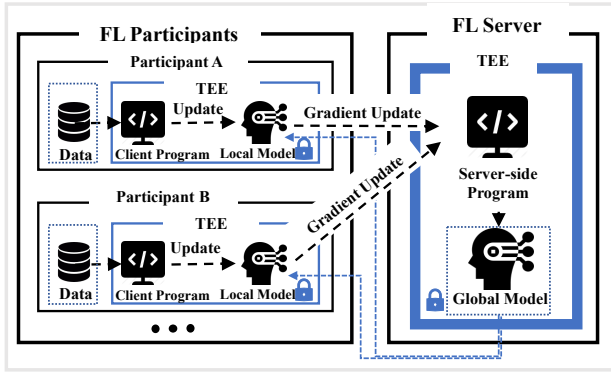 FL Participants
FL Server
Participant A
TEE
Update
Data
Client Program
Local Model
Gradient Update
Participant B
TEE
Update
Data
Client Program
Local Model
Gradient Update
TEE
</>
Server-side
Program
Global Model